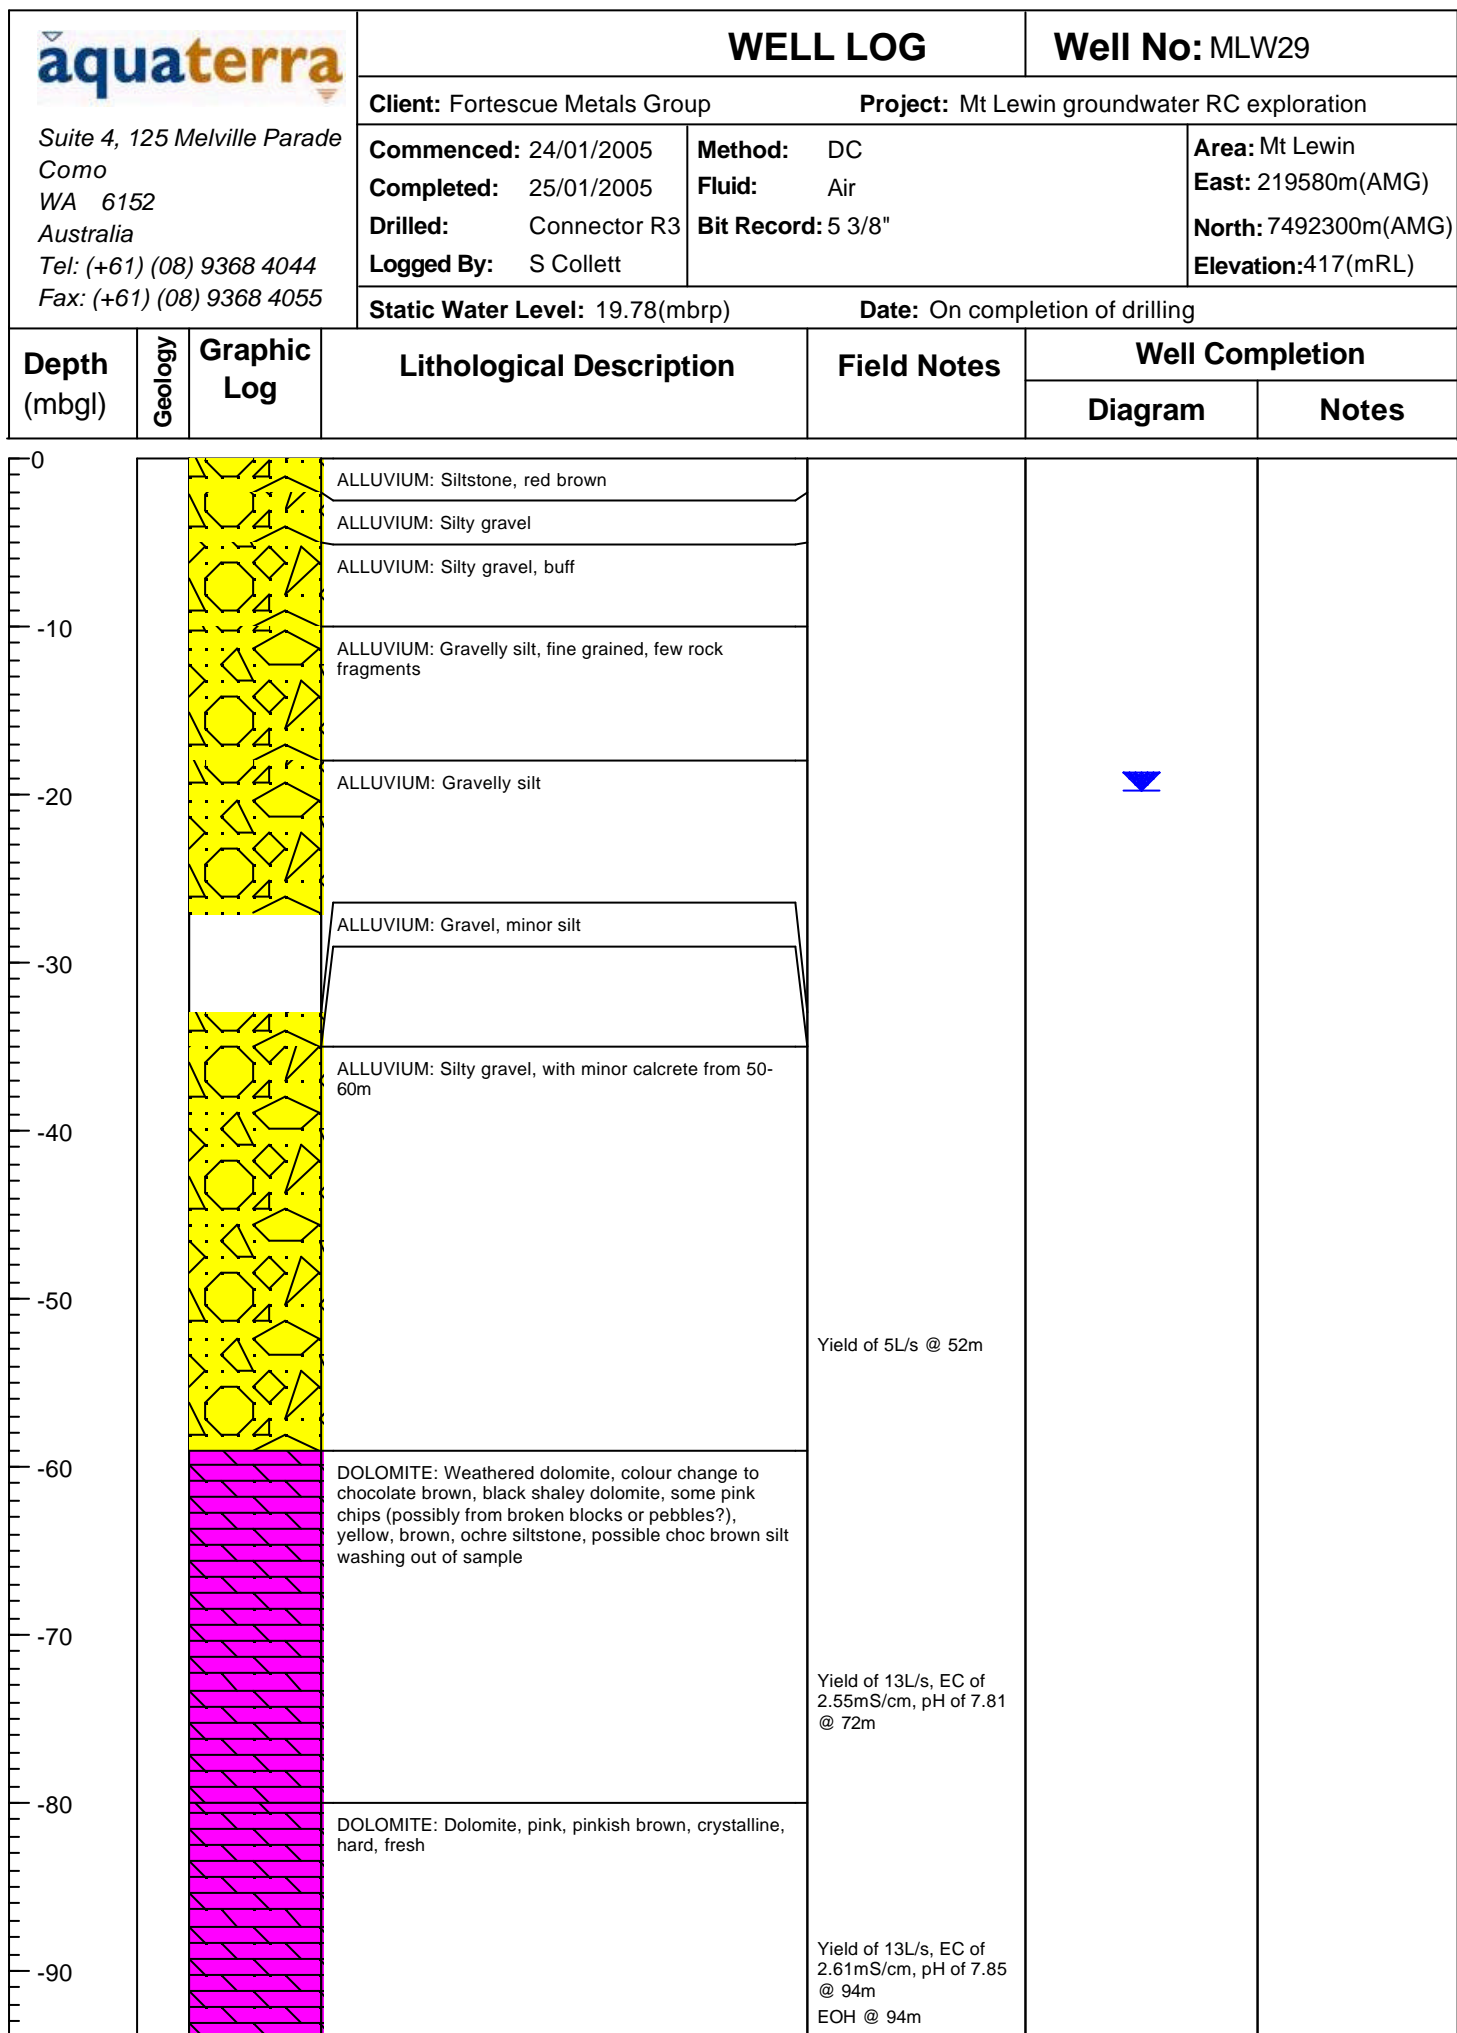 aquaterra
Suite 4, 125 Melville Parade
Como
WA 6152
Australia
Tel: (+61) (08) 9368 4044
Fax: (+61) (08) 9368 4055
WELL LOG
Well No: MLW29
Client: Fortescue Metals Group
Project: Mt Lewin groundwater RC exploration
Commenced: 24/01/2005
Completed: 25/01/2005
Drilled: Connector R3
Logged By: S Collett
Method: DC
Fluid: Air
Bit Record: 5 3/8"
Area: Mt Lewin
East: 219580m(AMG)
North: 7492300m(AMG)
Elevation: 417(mRL)
Static Water Level: 19.78(mbrp)
Date: On completion of drilling
Depth
(mbgl)
Geology
Graphic
Log
Lithological Description
Field Notes
Well Completion
Diagram
Notes
0
ALLUVIUM: Siltstone, red brown
ALLUVIUM: Silty gravel
ALLUVIUM: Silty gravel, buff
-10
ALLUVIUM: Gravelly silt, fine grained, few rock
fragments
ALLUVIUM: Gravelly silt
-20
ALLUVIUM: Gravel, minor silt
-30
ALLUVIUM: Silty gravel, with minor calcrete from 50-
60m
-40
-50
Yield of 5L/s @ 52m
-60
DOLOMITE: Weathered dolomite, colour change to
chocolate brown, black shaley dolomite, some pink
chips (possibly from broken blocks or pebbles?),
yellow, brown, ochre siltstone, possible choc brown silt
washing out of sample
-70
Yield of 13L/s, EC of
2.55mS/cm, pH of 7.81
@ 72m
-80
DOLOMITE: Dolomite, pink, pinkish brown, crystalline,
hard, fresh
-90
Yield of 13L/s, EC of
2.61mS/cm, pH of 7.85
@ 94m
EOH @ 94m